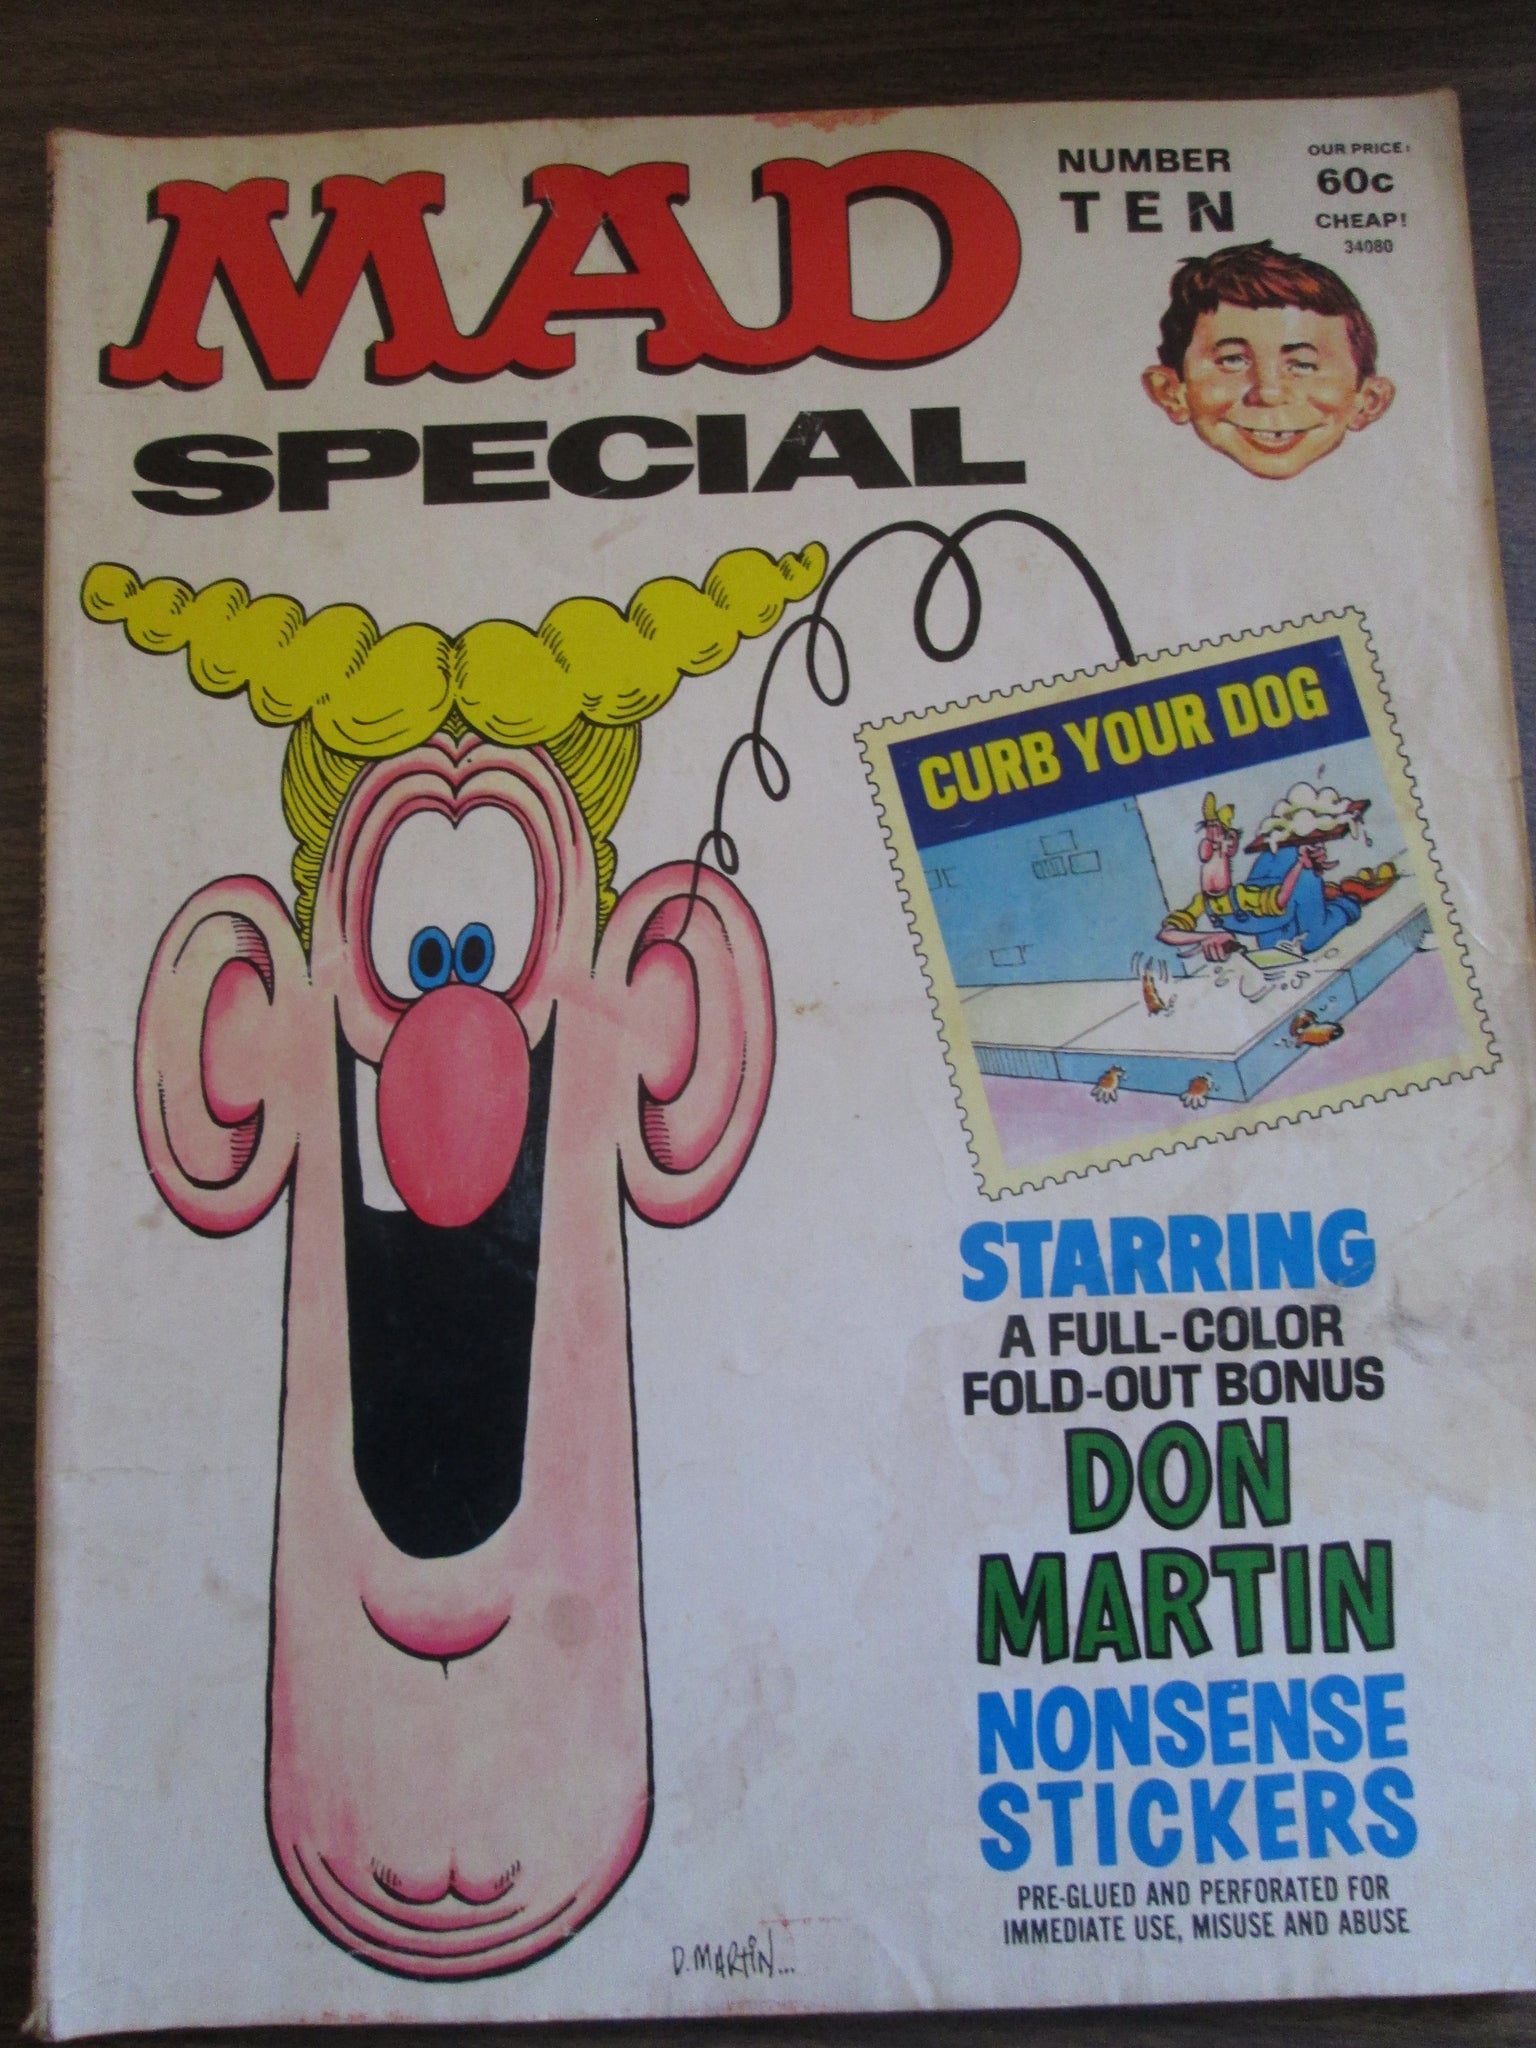 MAD
SPECIAL
NUMBER
TEN
OUR PRICE:
60c
CHEAP!
34080
CURB YOUR DOG
STARRING
A FULL-COLOR
FOLD-OUT BONUS
DON
MARTIN
NONSENSE
STICKERS
PRE-GLUED AND PERFORATED FOR
IMMEDIATE USE, MISUSE AND ABUSE
D. MARTIN...